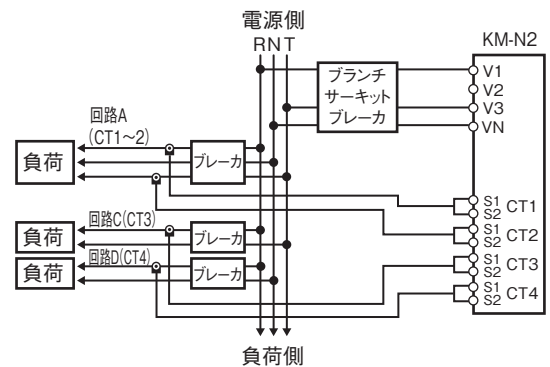 電源側
RNT
KM-N2
ブランチ
サーキット
ブレーカ
V1
V2
V3
VN
回路A
(CT1～2)
負荷
ブレーカ
S1
S2
CT1
回路C(CT3)
負荷
ブレーカ
S1
S2
CT2
回路D(CT4)
負荷
ブレーカ
S1
S2
CT3
S1
S2
CT4
負荷側